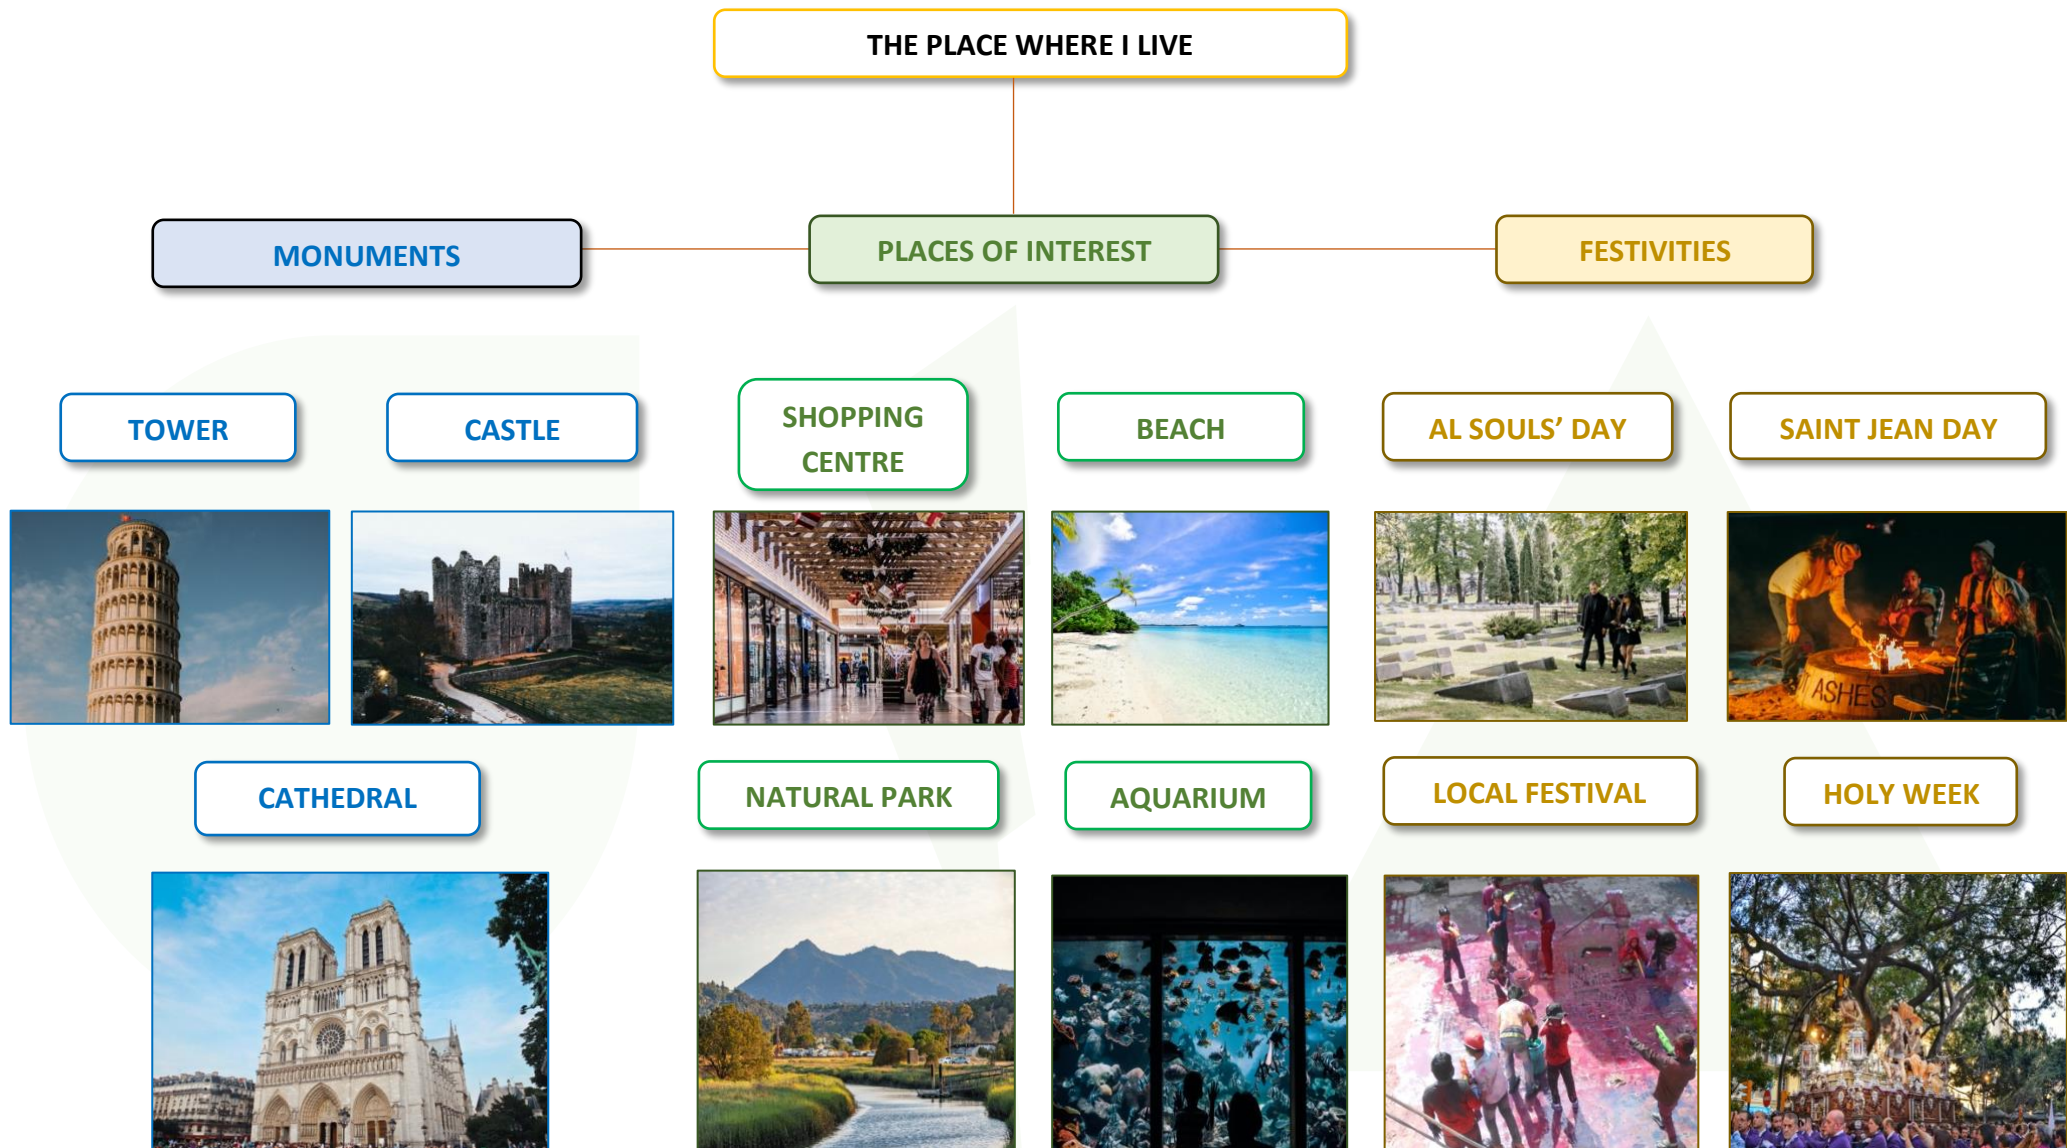 THE PLACE WHERE I LIVE
MONUMENTS
PLACES OF INTEREST
FESTIVITIES
TOWER
CASTLE
SHOPPING
CENTRE
BEACH
AL SOULS’ DAY
SAINT JEAN DAY
ASHES
CATHEDRAL
NATURAL PARK
AQUARIUM
LOCAL FESTIVAL
HOLY WEEK